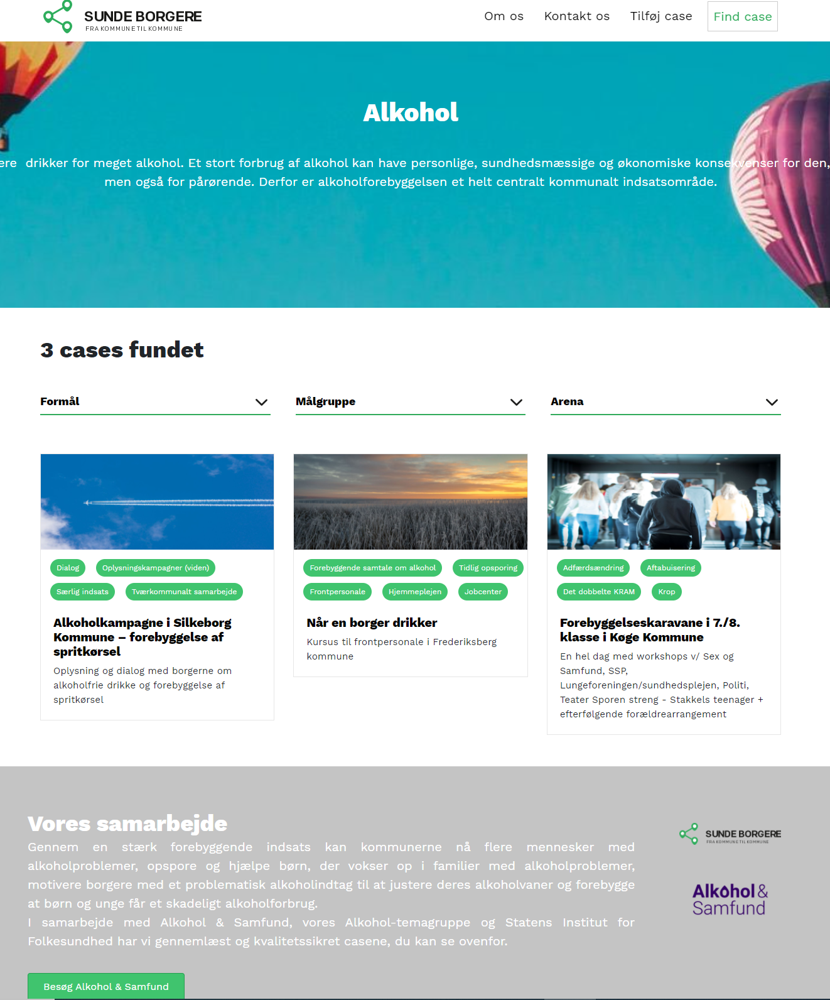 SUNDE BORGERE
FRA KOMMUNE TIL KOMMUNE
Om os
Kontakt os
Tilføj case
Find case
Alkohol
ere drikker for meget alkohol. Et stort forbrug af alkohol kan have personlige, sundhedsmæssige og økonomiske konsekvenser for den,
men også for pårørende. Derfor er alkoholforebyggelsen et helt centralt kommunalt indsatsområde.
3 cases fundet
Formål
Målgruppe
Arena
Dialog
Oplysningskampagner (viden)
Særlig indsats
Tværkommunalt samarbejde
Alkoholkampagne i Silkeborg
Kommune – forebyggelse af
spritkørsel
Oplysning og dialog med borgerne om
alkoholfrie drikke og forebyggelse af
spritkørsel
Forebyggende samtale om alkohol
Tidlig opsporing
Frontpersonale
Hjemmeplejen
Jobcenter
Når en borger drikker
Kursus til frontpersonale i Frederiksberg
kommune
Adfærdsændring
Aftabuisering
Det dobbelte KRAM
Krop
Forebyggelseskaravane i 7./8.
klasse i Køge Kommune
En hel dag med workshops v/ Sex og
Samfund, SSP,
Lungeforeningen/sundhedsplejen, Politi,
Teater Sporen streng - Stakkels teenager +
efterfølgende forældrearrangement
Vores samarbejde
Gennem en stærk forebyggende indsats kan kommunerne nå flere mennesker med
alkoholproblemer, opspore og hjælpe børn, der vokser op i familier med alkoholproblemer,
motivere borgere med et problematisk alkoholindtag til at justere deres alkoholvaner og forebygge
at børn og unge får et skadeligt alkoholforbrug.
I samarbejde med Alkohol & Samfund, vores Alkohol-temagruppe og Statens Institut for
Folkesundhed har vi gennemlæst og kvalitetssikret casene, du kan se ovenfor.
Besøg Alkohol & Samfund
SUNDE BORGERE
FRA KOMMUNE TIL KOMMUNE
Alkohol &
Samfund